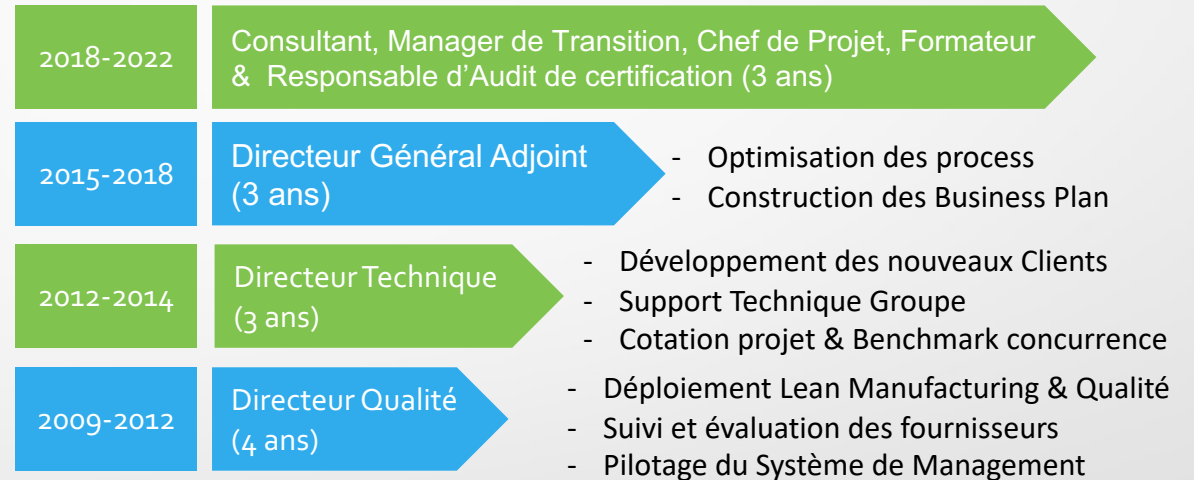 2018-2022
Consultant, Manager de Transition, Chef de Projet, Formateur
& Responsable d’Audit de certification (3 ans)
2015-2018
Directeur Général Adjoint
(3 ans)
- Optimisation des process
- Construction des Business Plan
2012-2014
Directeur Technique
(3 ans)
- Développement des nouveaux Clients
- Support Technique Groupe
- Cotation projet & Benchmark concurrence
2009-2012
Directeur Qualité
(4 ans)
- Déploiement Lean Manufacturing & Qualité
- Suivi et évaluation des fournisseurs
- Pilotage du Système de Management